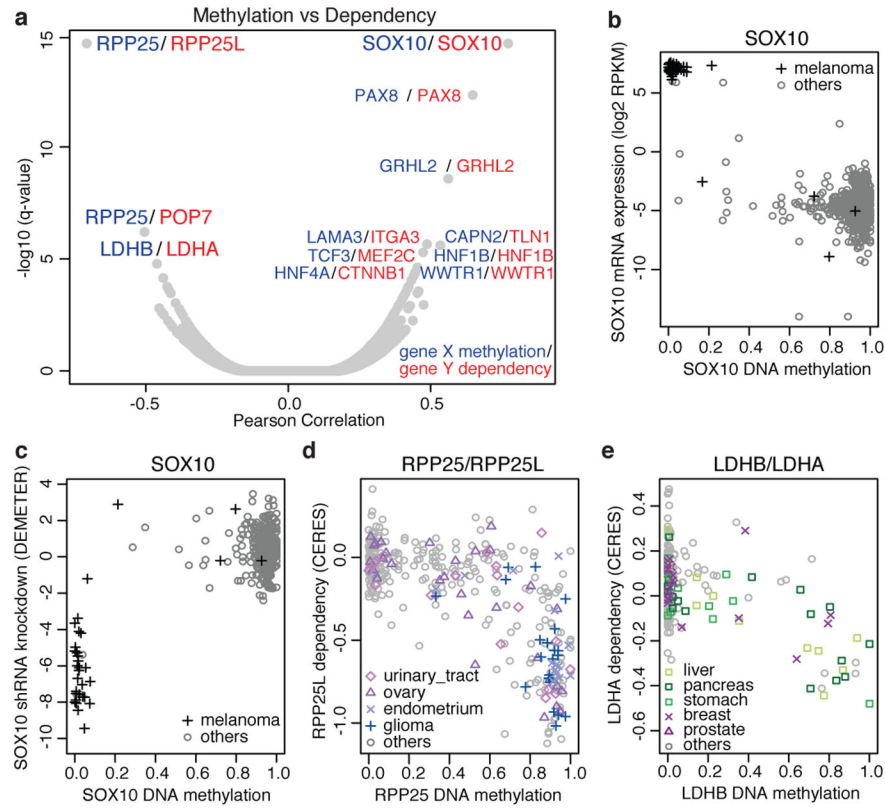 a
Methylation vs Dependency
-log10 (q-value)
15
10
5
0
RPP25/RPP25L
SOX10/SOX10
PAX8 / PAX8
GRHL2 / GRHL2
RPP25/POP7
LDHB/LDHA
LAMA3/ITGA3
CAPN2/TLN1
TCF3/MEF2C
HNF1B/HNF1B
HNF4A/CTNNB1
WWTR1/WWTR1
gene X methylation/
gene Y dependency
-0.5
0.0
0.5
Pearson Correlation
b
SOX10
SOX10 mRNA expression (log2 RPKM)
5
0
-5
-10
melanoma
others
0.0 0.2 0.4 0.6 0.8 1.0
SOX10 DNA methylation
c
SOX10
SOX10 shRNA knockdown (DEMETER)
4
2
0
-2
-4
-6
-8
-10
melanoma
others
0.0 0.2 0.4 0.6 0.8 1.0
SOX10 DNA methylation
d
RPP25/RPP25L
RPP25L dependency (CERES)
0.0
-0.5
-1.0
urinary_tract
ovary
endometrium
glioma
others
0.0 0.2 0.4 0.6 0.8 1.0
RPP25 DNA methylation
e
LDHB/LDHA
LDHA dependency (CERES)
0.4
0.2
0.0
-0.2
-0.4
-0.6
liver
pancreas
stomach
breast
prostate
others
0.0 0.2 0.4 0.6 0.8 1.0
LDHB DNA methylation